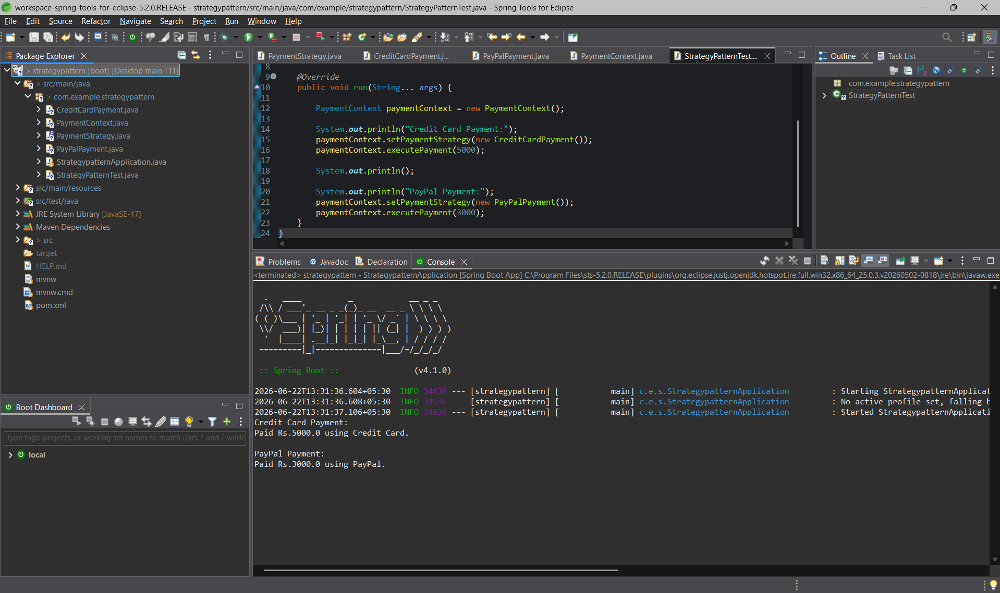 workspace-spring-tools-for-eclipse-5.2.0.RELEASE - strategypattern/src/main/java/com/example/strategypattern/StrategyPatternTest.java - Spring Tools for Eclipse
File Edit Source Refactor Navigate Search Project Run Window Help
Package Explorer
> strategypattern [boot] [Desktop main ↑11]
> src/main/java
> com.example.strategypattern
CreditCardPayment.java
PaymentContext.java
PaymentStrategy.java
PayPalPayment.java
StrategypatternApplication.java
StrategyPatternTest.java
src/main/resources
src/test/java
JRE System Library [JavaSE-17]
Maven Dependencies
> src
target
HELP.md
mvnw
mvnw.cmd
pom.xml
Boot Dashboard
Type tags, projects, or working set names to match (incl. * and ? wildc
local
PaymentStrategy.java CreditCardPayment.j... PayPalPayment.java PaymentContext.java StrategyPatternTest....
8
9 @Override
10 public void run(String... args) {
11
12 PaymentContext paymentContext = new PaymentContext();
13
14 System.out.println("Credit Card Payment:");
15 paymentContext.setPaymentStrategy(new CreditCardPayment());
16 paymentContext.executePayment(5000);
17
18 System.out.println();
19
20 System.out.println("PayPal Payment:");
21 paymentContext.setPaymentStrategy(new PayPalPayment());
22 paymentContext.executePayment(3000);
23 }
24 }
Outline Task List
com.example.strategypattern
StrategyPatternTest
Problems Javadoc Declaration Console
<terminated> strategypattern - StrategypatternApplication [Spring Boot App] C:\Program Files\sts-5.2.0.RELEASE\plugins\org.eclipse.justj.openjdk.hotspot.jre.full.win32.x86_64_25.0.3.v20260502-0818\jre\bin\javaw.exe
Spring
:: Spring Boot :: (v4.1.0)
2026-06-22T13:31:36.604+05:30 INFO 34636 --- [strategypattern] [ main] c.e.s.StrategypatternApplication : Starting StrategypatternApplicat
2026-06-22T13:31:36.608+05:30 INFO 34636 --- [strategypattern] [ main] c.e.s.StrategypatternApplication : No active profile set, falling b
2026-06-22T13:31:37.106+05:30 INFO 34636 --- [strategypattern] [ main] c.e.s.StrategypatternApplication : Started StrategypatternApplicati
Credit Card Payment:
Paid Rs.5000.0 using Credit Card.
PayPal Payment:
Paid Rs.3000.0 using PayPal.